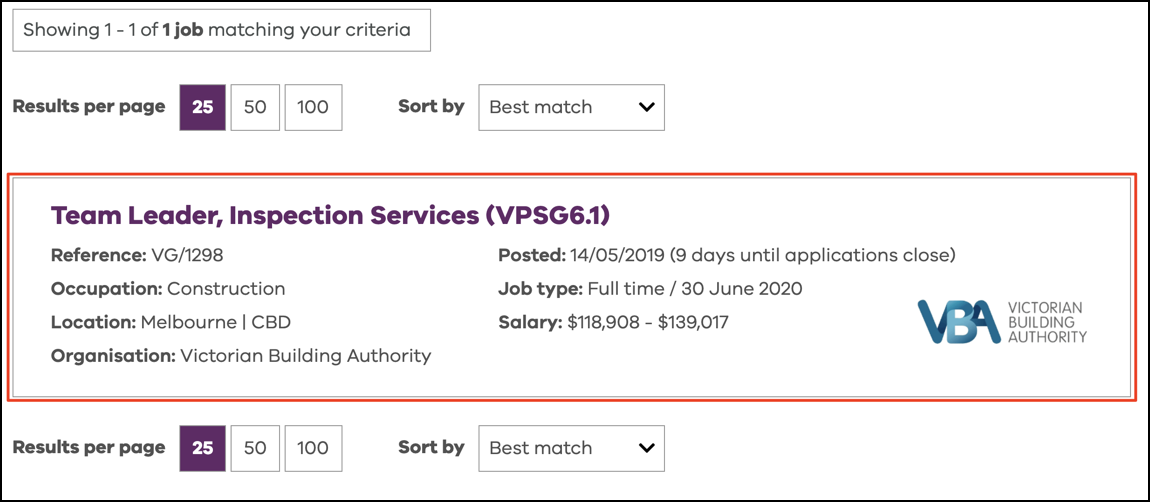 Showing 1 - 1 of 1 job matching your criteria
Results per page 25 50 100 Sort by Best match
Team Leader, Inspection Services (VPSG6.1)
Reference: VG/1298
Posted: 14/05/2019 (9 days until applications close)
Occupation: Construction
Job type: Full time / 30 June 2020
Location: Melbourne | CBD
Salary: $118,908 - $139,017
Organisation: Victorian Building Authority
VBA
VICTORIAN
BUILDING
AUTHORITY
Results per page 25 50 100 Sort by Best match